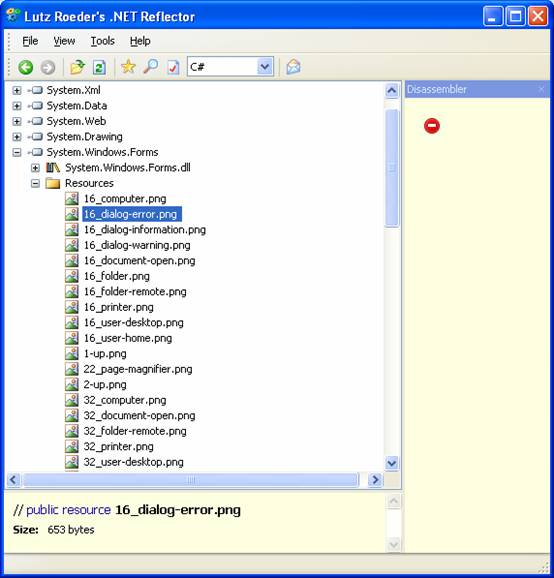 Lutz Roeder's .NET Reflector
File View Tools Help
C#
System.Xml
System.Data
System.Web
System.Drawing
System.Windows.Forms
System.Windows.Forms.dll
Resources
16_computer.png
16_dialog-error.png
16_dialog-information.png
16_dialog-warning.png
16_document-open.png
16_folder.png
16_folder-remote.png
16_printer.png
16_user-desktop.png
16_user-home.png
1-up.png
22_page-magnifier.png
2-up.png
32_computer.png
32_document-open.png
32_folder-remote.png
32_printer.png
32_user-desktop.png
Disassembler
// public resource 16_dialog-error.png
Size: 653 bytes